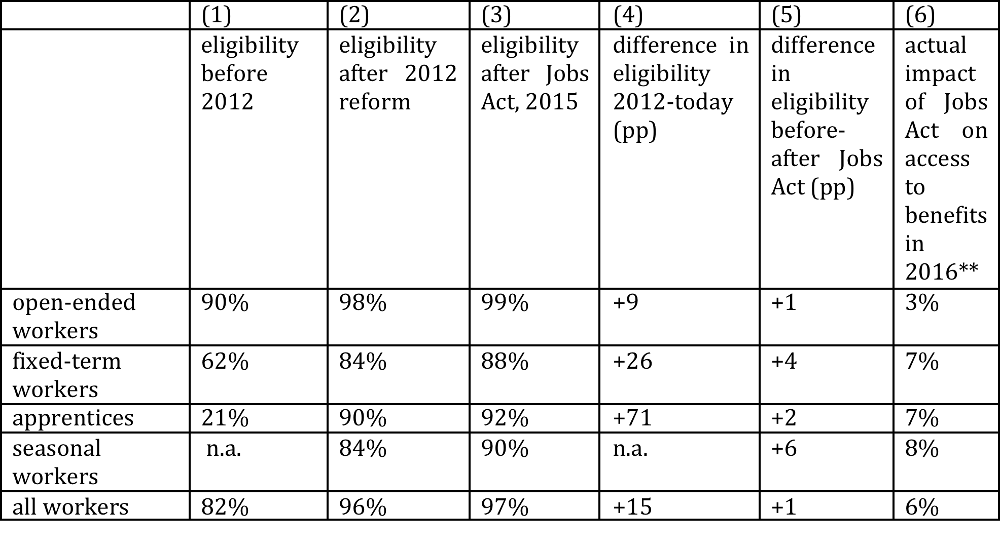 (1) (2) (3) (4) (5) (6)
eligibility before 2012
eligibility after 2012 reform
eligibility after Jobs Act, 2015
difference in eligibility 2012-today (pp)
difference in eligibility before-after Jobs Act (pp)
actual impact of Jobs Act on access to benefits in 2016**
open-ended workers 90% 98% 99% +9 +1 3%
fixed-term workers 62% 84% 88% +26 +4 7%
apprentices 21% 90% 92% +71 +2 7%
seasonal workers n.a. 84% 90% n.a. +6 8%
all workers 82% 96% 97% +15 +1 6%